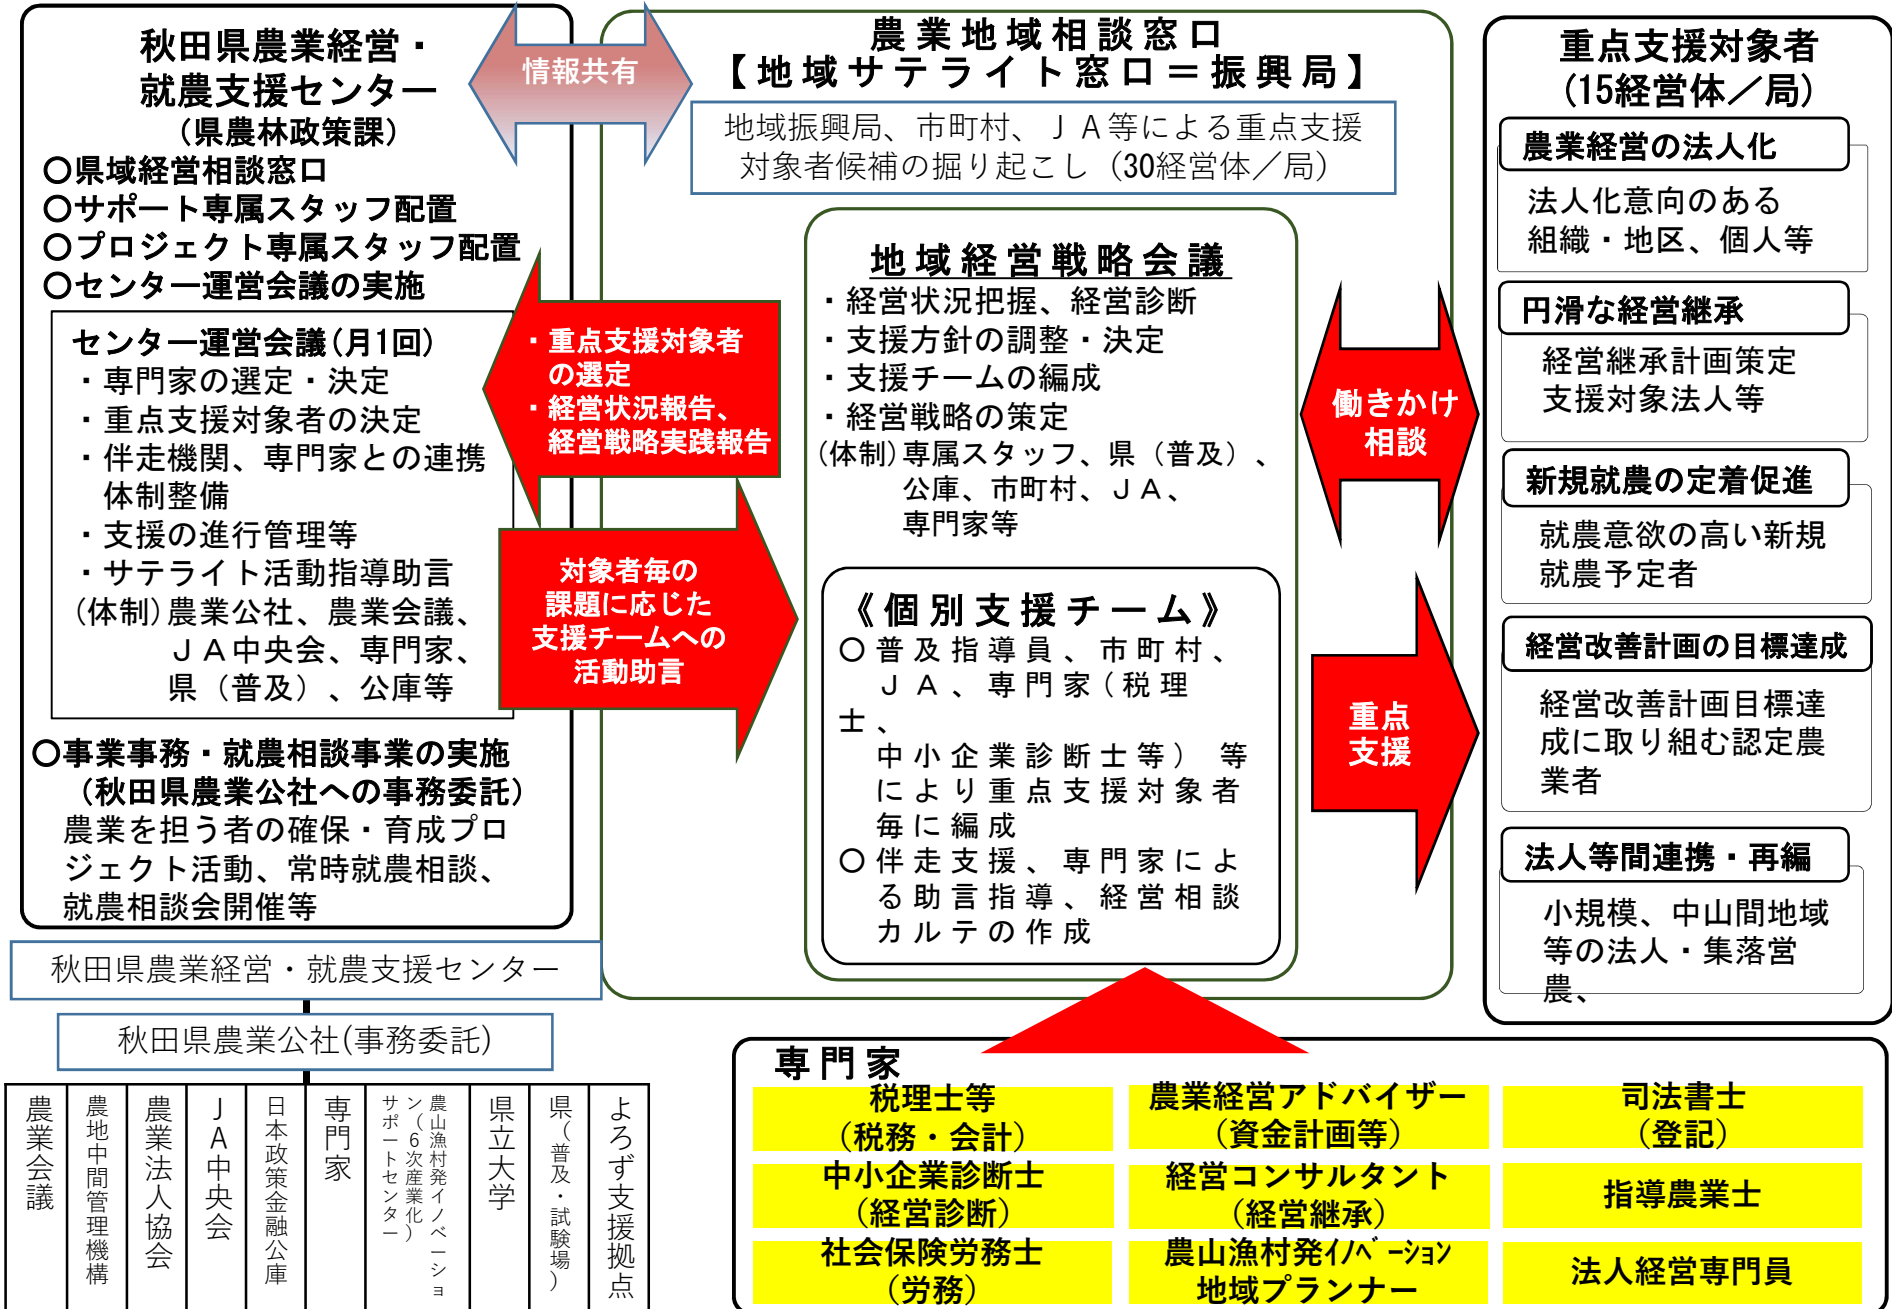 秋田県農業経営・
就農支援センター
（県農林政策課）
〇県域経営相談窓口
〇サポート専属スタッフ配置
〇プロジェクト専属スタッフ配置
〇センター運営会議の実施
センター運営会議(月1回)
・専門家の選定・決定
・重点支援対象者の決定
・伴走機関、専門家との連携
体制整備
・支援の進行管理等
・サテライト活動指導助言
(体制)農業公社、農業会議、
ＪＡ中央会、専門家、
県（普及）、公庫等
〇事業事務・就農相談事業の実施
（秋田県農業公社への事務委託）
農業を担う者の確保・育成プロ
ジェクト活動、常時就農相談、
就農相談会開催等
情報共有
農業地域相談窓口
【地域サテライト窓口＝振興局】
地域振興局、市町村、ＪＡ等による重点支援
対象者候補の掘り起こし（30経営体／局）
・重点支援対象者
の選定
・経営状況報告、
経営戦略実践報告
対象者毎の
課題に応じた
支援チームへの
活動助言
地域経営戦略会議
・経営状況把握、経営診断
・支援方針の調整・決定
・支援チームの編成
・経営戦略の策定
(体制)専属スタッフ、県（普及）、
公庫、市町村、ＪＡ、
専門家等
《個別支援チーム》
〇普及指導員、市町村、
ＪＡ、専門家(税理
士、
中小企業診断士等） 等
により重点支援対象者
毎に編成
〇伴走支援、専門家によ
る助言指導、経営相談
カルテの作成
働きかけ
相談
重点
支援
重点支援対象者
(15経営体／局)
農業経営の法人化
法人化意向のある
組織・地区、個人等
円滑な経営継承
経営継承計画策定
支援対象法人等
新規就農の定着促進
就農意欲の高い新規
就農予定者
経営改善計画の目標達成
経営改善計画目標達
成に取り組む認定農
業者
法人等間連携・再編
小規模、中山間地域
等の法人・集落営
農、
秋田県農業経営・就農支援センター
秋田県農業公社(事務委託)
農業会議
農地中間管理機構
農業法人協会
ＪＡ中央会
日本政策金融公庫
専門家
農山漁村発イノベーショ
ン（６次産業化）
サポートセンター
県立大学
県（普及・試験場）
よろず支援拠点
専門家
税理士等
（税務・会計）
農業経営アドバイザー
（資金計画等）
司法書士
（登記）
中小企業診断士
（経営診断）
経営コンサルタント
（経営継承）
指導農業士
社会保険労務士
（労務）
農山漁村発ｲﾉﾍﾞｰｼｮﾝ
地域プランナー
法人経営専門員